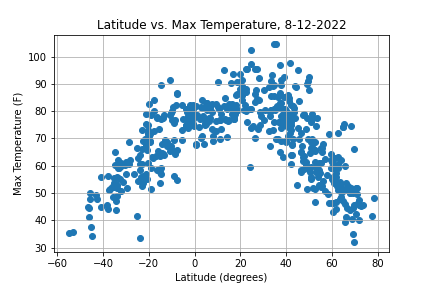 Latitude vs. Max Temperature, 8-12-2022
Max Temperature (F)
100
90
80
70
60
50
40
30
−60 −40 −20 0 20 40 60 80
Latitude (degrees)